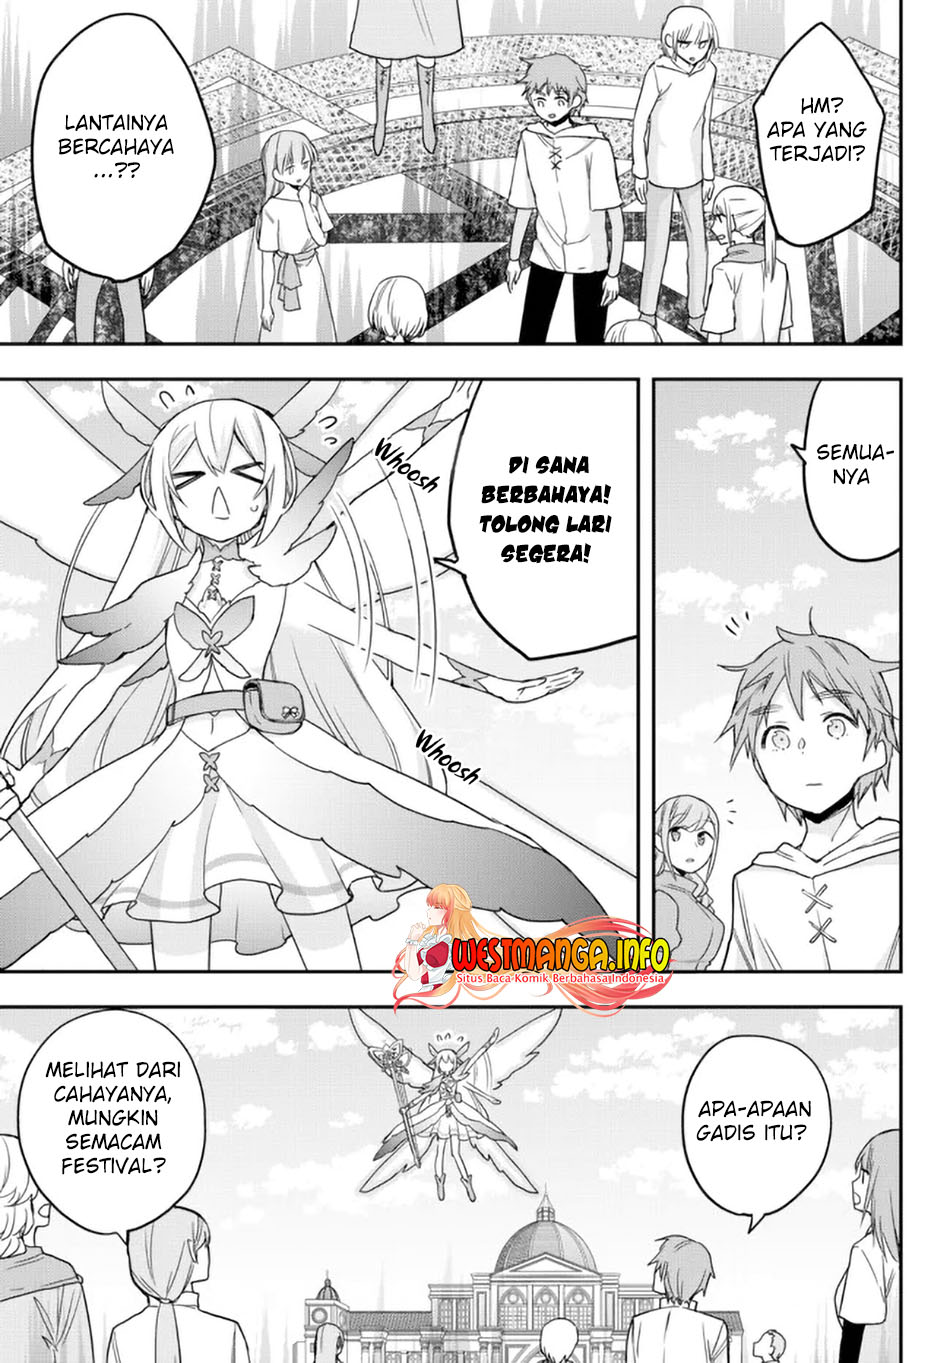 HM?
APA YANG
TERJADI?
LANTAINYA
BERCAHAYA
...??
SEMUA-
NYA
DI SANA
BERBAHAYA!
TOLONG LARI
SEGERA!
Whoosh
Whoosh
WESTMANGA.INFO
Situs Baca Komik Berbahasa Indonesia
APA-APAAN
GADIS ITU?
MELIHAT DARI
CAHAYANYA,
MUNGKIN
SEMACAM
FESTIVAL?